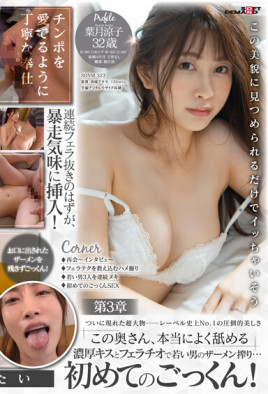 この美貌に見つめられるだけでイッちゃいそう
Profile
葉月涼子
32歳
チンポを
愛でるように
丁寧な奉仕
連続フェラ抜きのはずが、
暴走気味に挿入！
Corner
再会～インタビュー
フェラテクを教え込むハメ撮り
若い男3人を連続ヌキ
初めてのごっくんSEX
お口に出された
ザーメンを
残さずごっくん！
第3章
ついに現れた超大物――レーベル史上No.1の圧倒的美しさ
「この奥さん、本当によく舐める」
濃厚キスとフェラチオで若い男のザーメン搾り…
初めてのごっくん！
たい